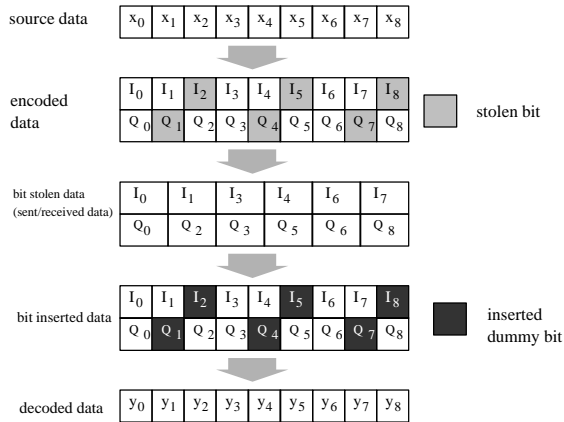 source data x0 x1 x2 x3 x4 x5 x6 x7 x8
encoded data
I0 I1 I2 I3 I4 I5 I6 I7 I8
Q0 Q1 Q2 Q3 Q4 Q5 Q6 Q7 Q8
stolen bit
bit stolen data
(sent/received data)
I0 I1 I3 I4 I6 I7
Q0 Q2 Q3 Q5 Q6 Q8
bit inserted data
I0 I1 I2 I3 I4 I5 I6 I7 I8
Q0 Q1 Q2 Q3 Q4 Q5 Q6 Q7 Q8
inserted
dummy bit
decoded data y0 y1 y2 y3 y4 y5 y6 y7 y8